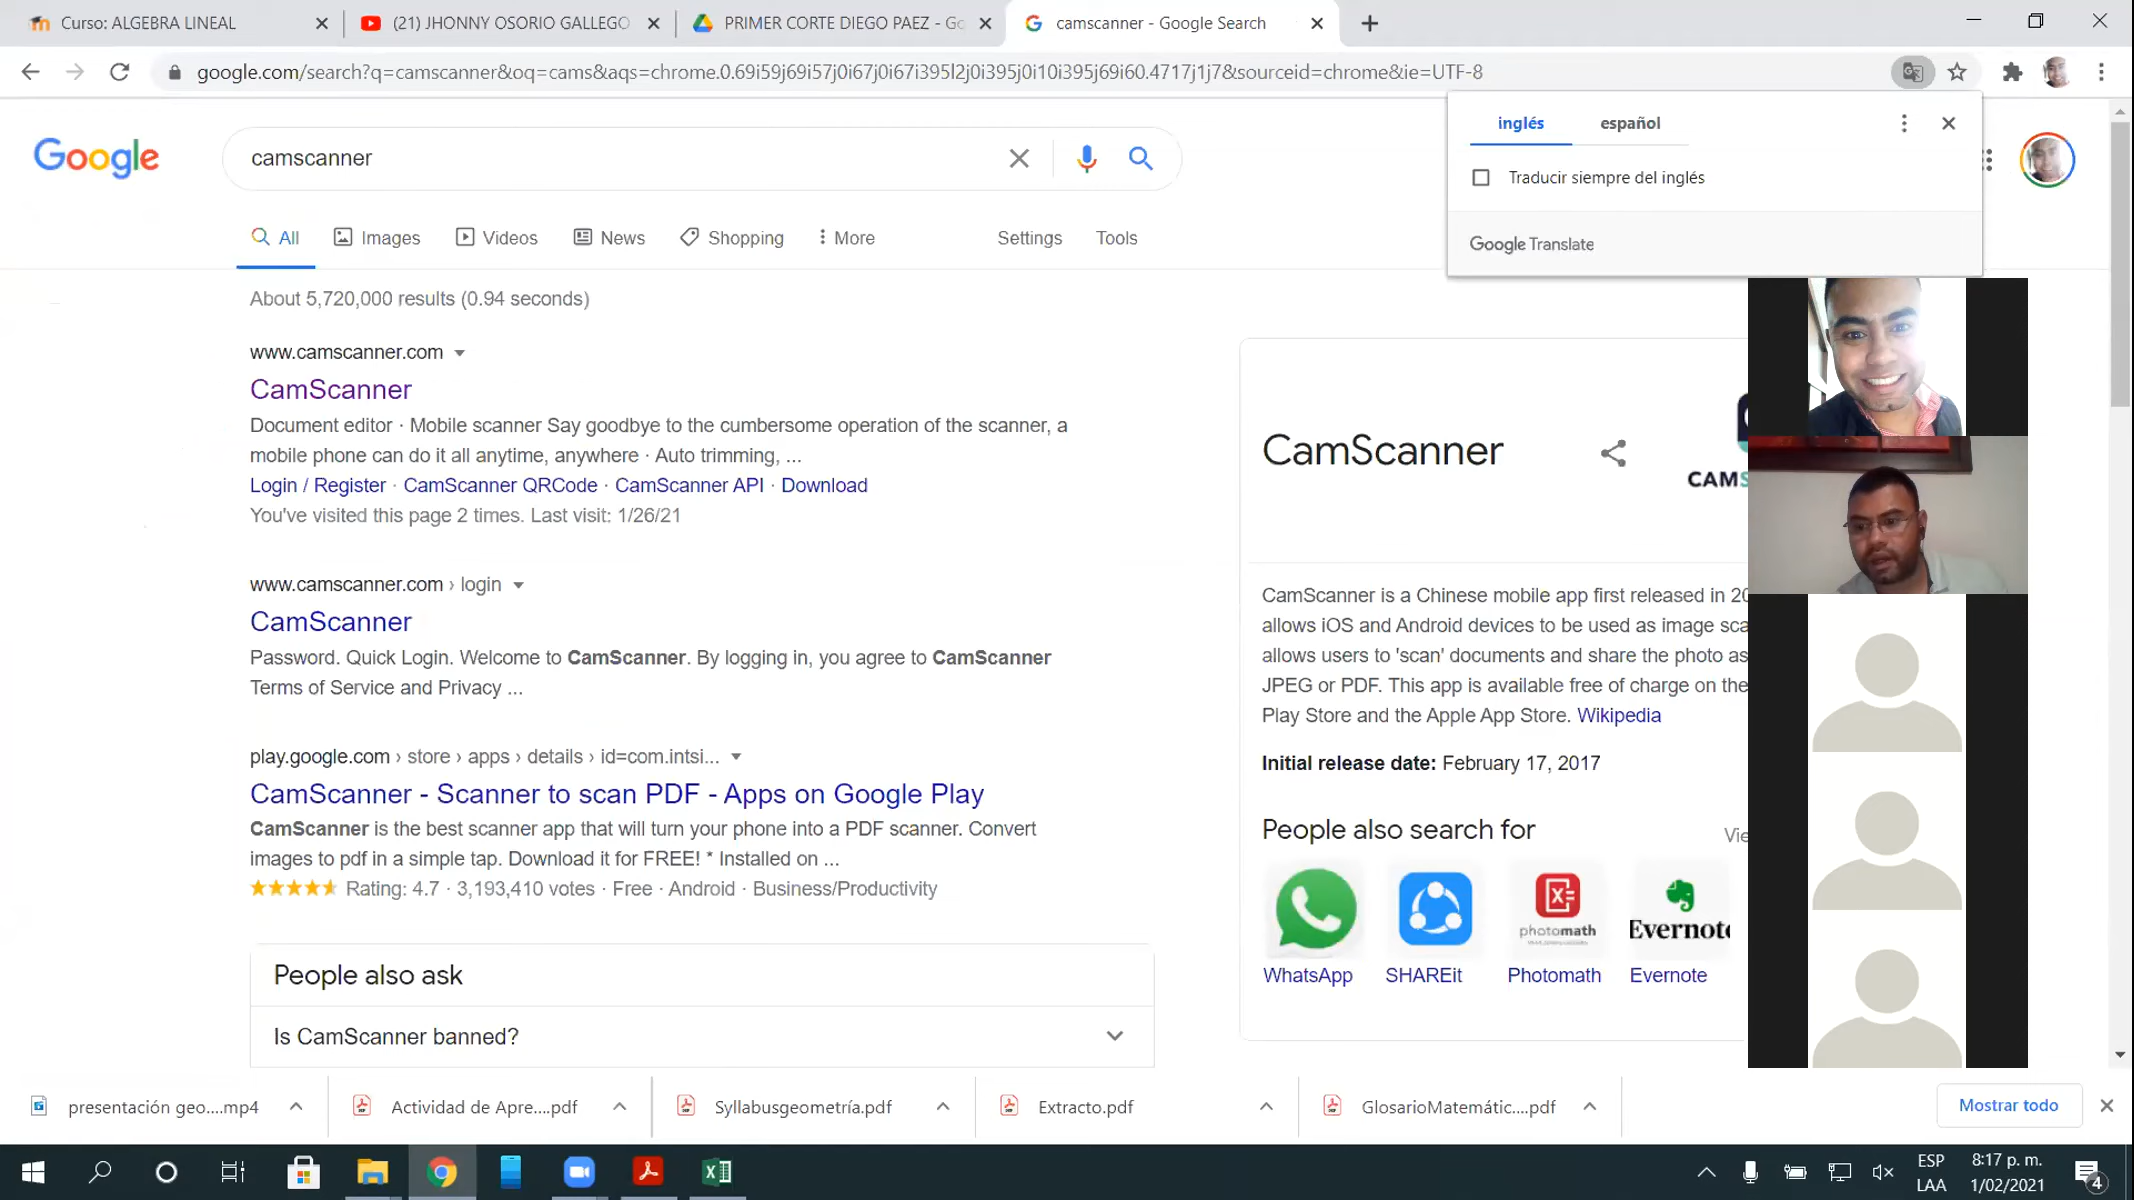 Curso: ALGEBRA LINEAL
(21) JHONNY OSORIO GALLEGO
PRIMER CORTE DIEGO PAEZ - Go
camscanner - Google Search
google.com/search?q=camscanner&oq=cams&aqs=chrome.0.69i59j69i57j0i67j0i67i395l2j0i395j0i10i395j69i60.4717j1j7&sourceid=chrome&ie=UTF-8
inglés español
Traducir siempre del inglés
Google Translate
Google
camscanner
All Images Videos News Shopping More Settings Tools
About 5,720,000 results (0.94 seconds)
www.camscanner.com
CamScanner
Document editor · Mobile scanner Say goodbye to the cumbersome operation of the scanner, a
mobile phone can do it all anytime, anywhere · Auto trimming, ...
Login / Register · CamScanner QRCode · CamScanner API · Download
You've visited this page 2 times. Last visit: 1/26/21
www.camscanner.com › login
CamScanner
Password. Quick Login. Welcome to CamScanner. By logging in, you agree to CamScanner
Terms of Service and Privacy ...
play.google.com › store › apps › details › id=com.intsi...
CamScanner - Scanner to scan PDF - Apps on Google Play
CamScanner is the best scanner app that will turn your phone into a PDF scanner. Convert
images to pdf in a simple tap. Download it for FREE! * Installed on ...
Rating: 4.7 · 3,193,410 votes · Free · Android · Business/Productivity
People also ask
Is CamScanner banned?
CamScanner
CAMS
CamScanner is a Chinese mobile app first released in 20
allows iOS and Android devices to be used as image sca
allows users to 'scan' documents and share the photo as
JPEG or PDF. This app is available free of charge on the
Play Store and the Apple App Store. Wikipedia
Initial release date: February 17, 2017
People also search for
Vie
photomath
Evernote
WhatsApp SHAREit Photomath Evernote
presentación geo....mp4
Actividad de Apre....pdf
Syllabusgeometría.pdf
Extracto.pdf
GlosarioMatemátic....pdf
Mostrar todo
ESP
LAA
8:17 p. m.
1/02/2021
4